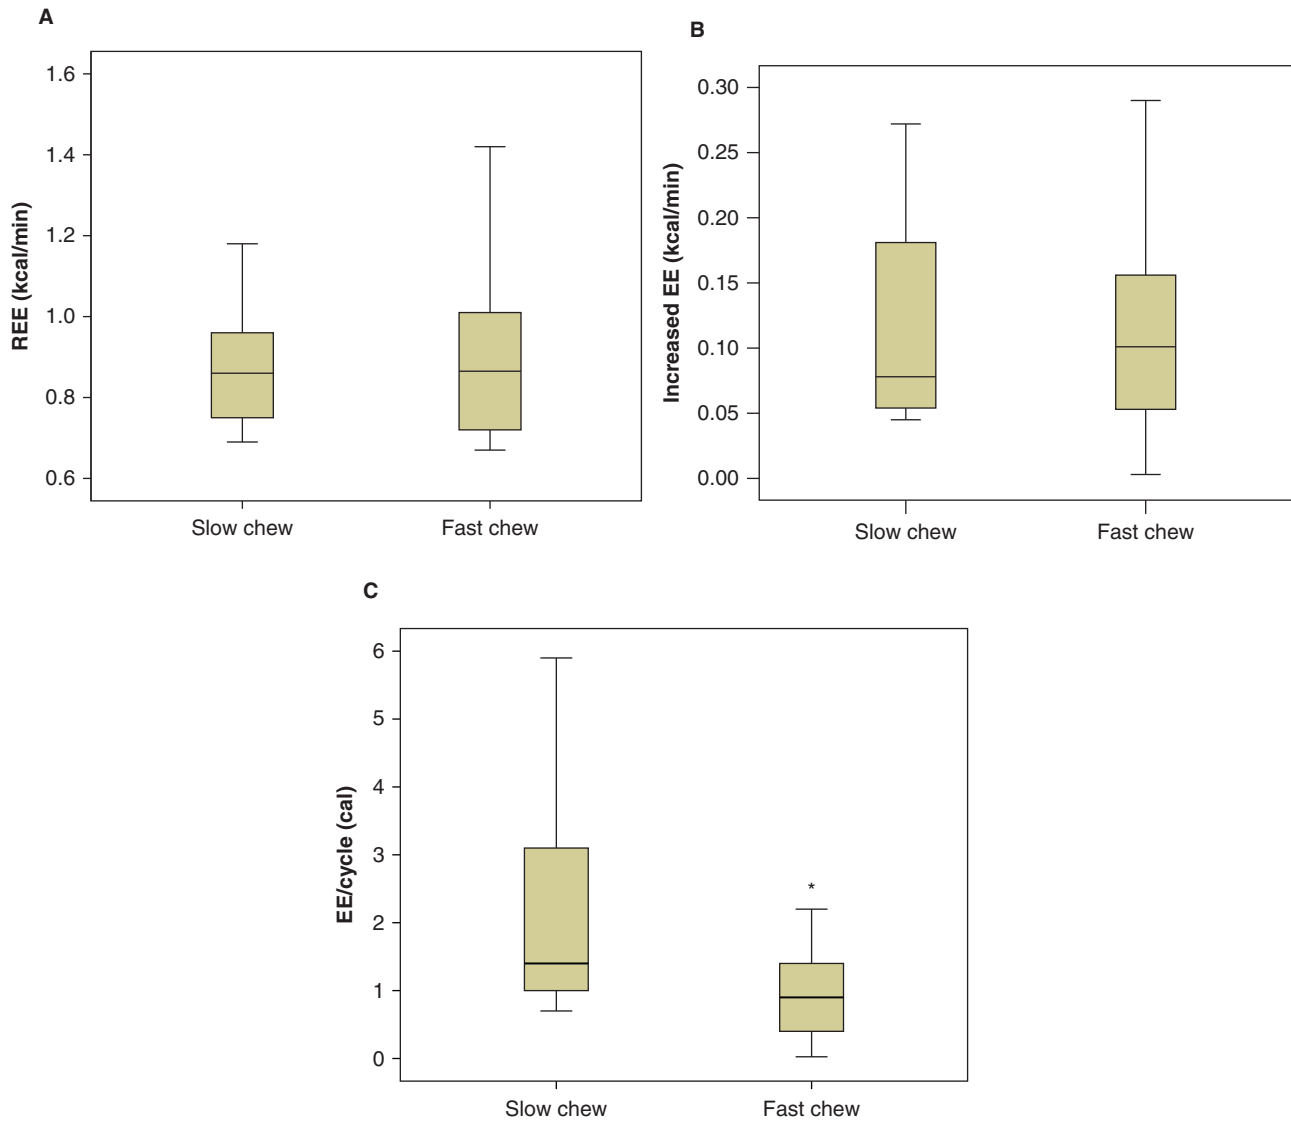 A
REE (kcal/min)
1.6
1.4
1.2
1.0
0.8
0.6
Slow chew
Fast chew
B
Increased EE (kcal/min)
0.30
0.25
0.20
0.15
0.10
0.05
0.00
Slow chew
Fast chew
C
EE/cycle (cal)
6
5
4
3
2
1
0
*
Slow chew
Fast chew